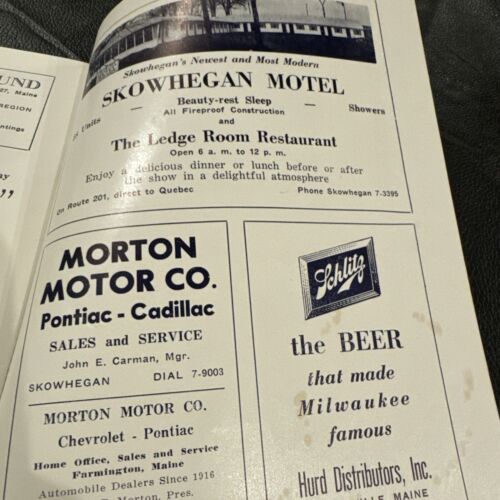 UND
27, Maine
REGION
ntings
ay
"
Skowhegan's Newest and Most Modern
SKOWHEGAN MOTEL
Beauty-rest Sleep
Units — All Fireproof Construction — Showers
and
The Ledge Room Restaurant
Open 6 a. m. to 12 p. m.
Enjoy a delicious dinner or lunch before or after
the show in a delightful atmosphere
on Route 201, direct to Quebec Phone Skowhegan 7-3395
MORTON
MOTOR CO.
Pontiac - Cadillac
SALES and SERVICE
John E. Carman, Mgr.
SKOWHEGAN DIAL 7-9003
MORTON MOTOR CO.
Chevrolet - Pontiac
Home Office, Sales and Service
Farmington, Maine
Automobile Dealers Since 1916
Morton, Pres.
Schlitz
the BEER
that made
Milwaukee
famous
Hurd Distributors, Inc.
VILLE, MAINE